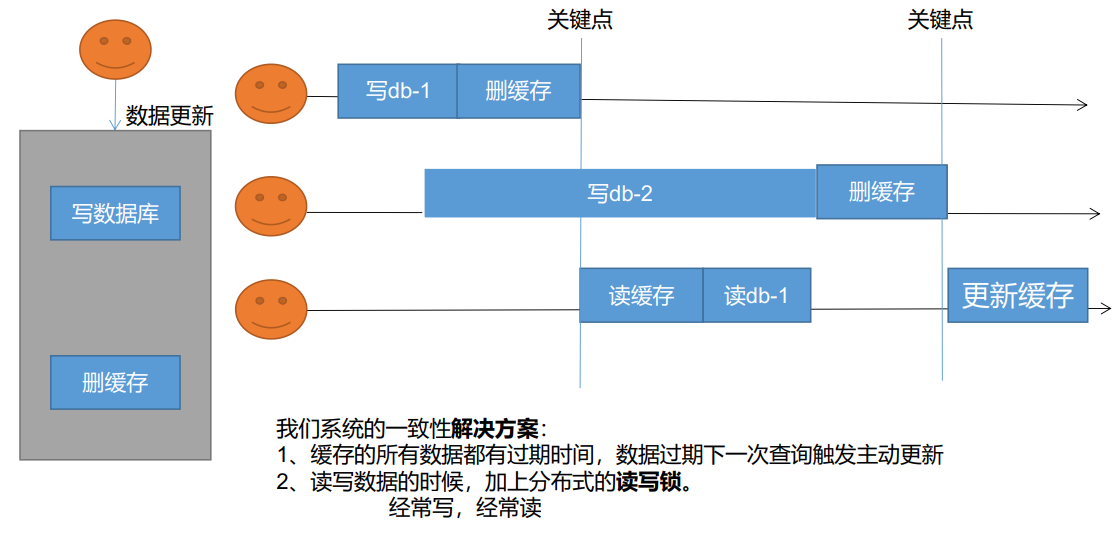 关键点
关键点
数据更新
写db-1
删缓存
写数据库
写db-2
删缓存
读缓存
读db-1
更新缓存
删缓存
我们系统的一致性解决方案：
1、缓存的所有数据都有过期时间，数据过期下一次查询触发主动更新
2、读写数据的时候，加上分布式的读写锁。
经常写，经常读